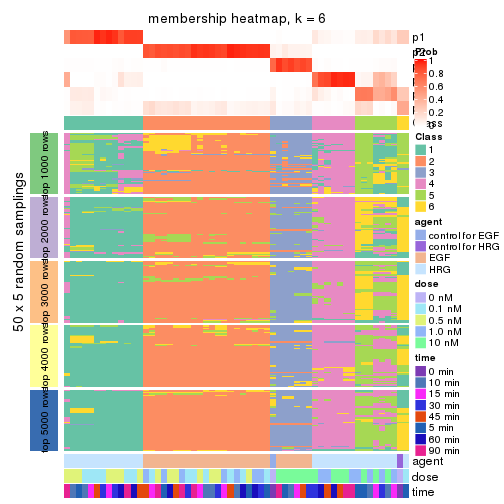 membership heatmap, k = 6
p1
p2
Prob
1
0.8
0.6
0.4
0.2
0
Class
1
2
3
4
5
6
agent
control for EGF
control for HRG
EGF
HRG
dose
0 nM
0.1 nM
0.5 nM
1.0 nM
10 nM
time
0 min
10 min
15 min
30 min
45 min
5 min
60 min
90 min
50 x 5 random samplings
top 1000 rows
top 2000 rows
top 3000 rows
top 4000 rows
top 5000 rows
agent
dose
time